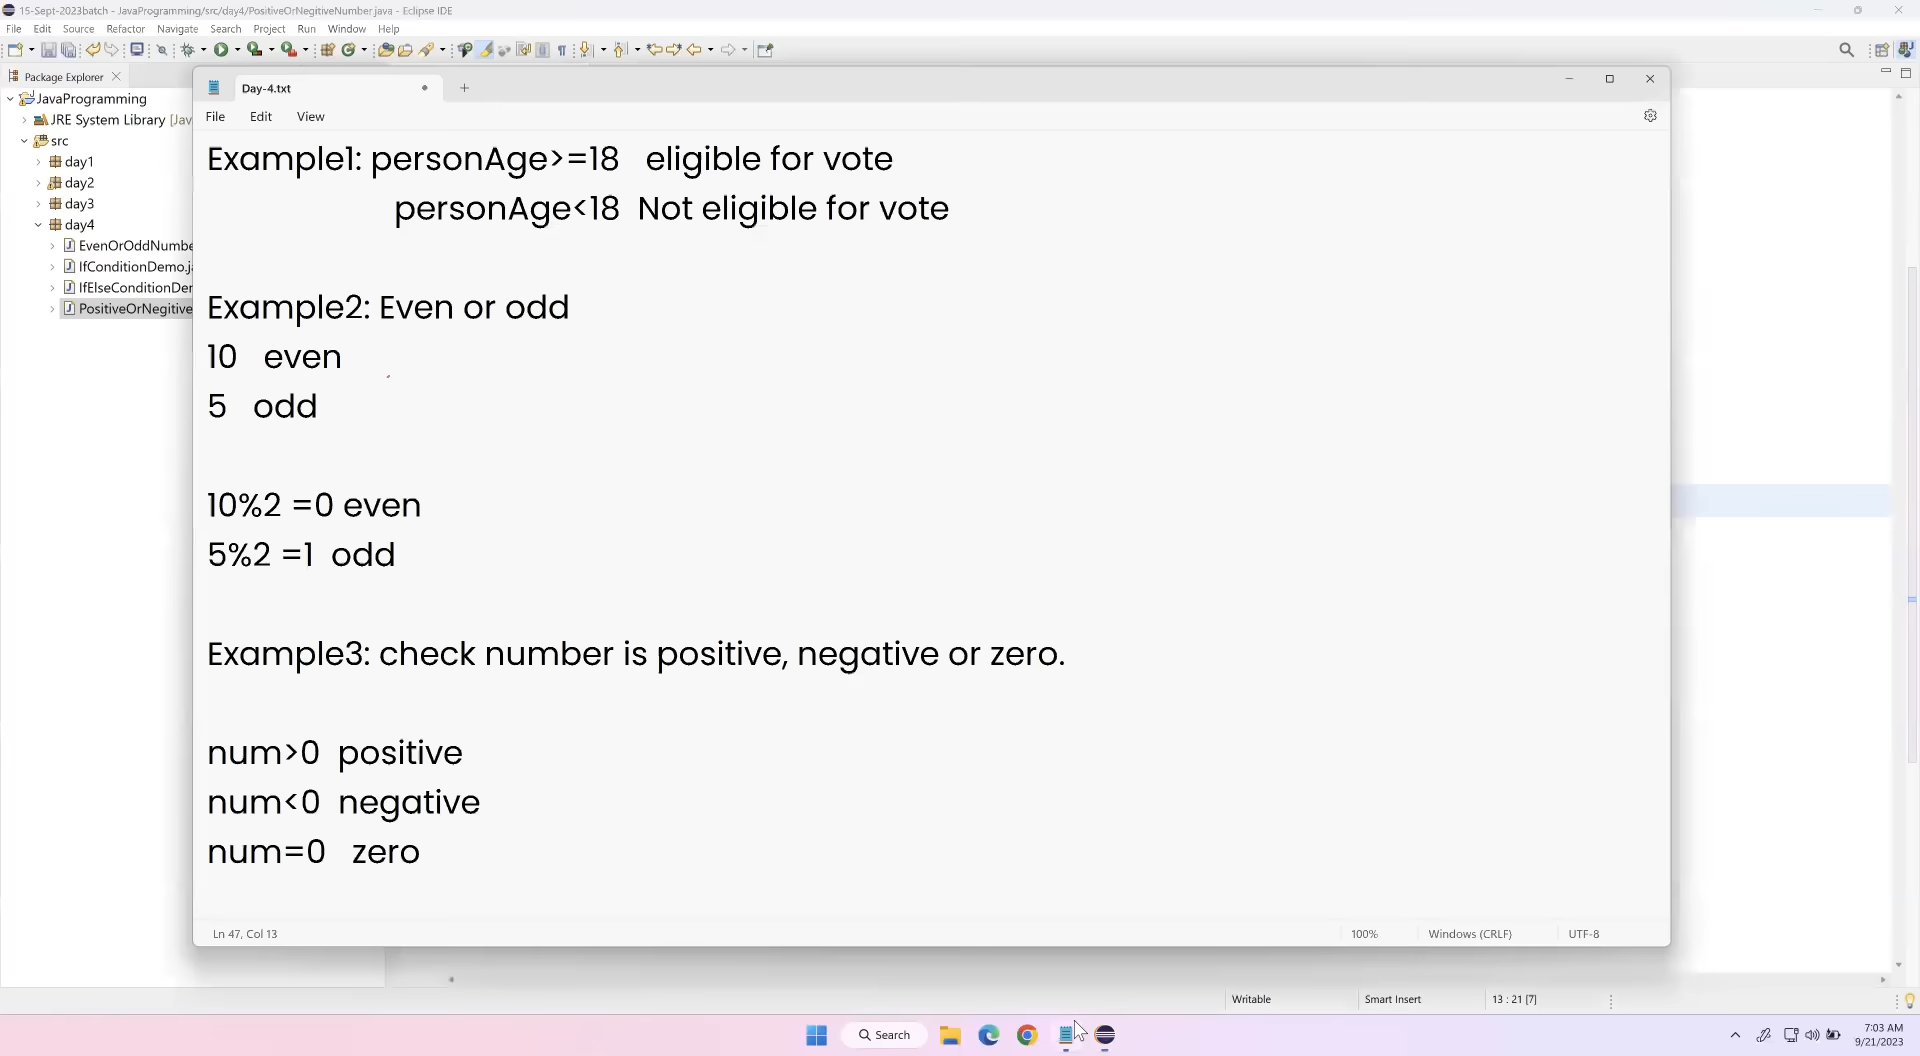 15-Sept-2023batch - JavaProgramming/src/day4/PositiveOrNegitiveNumber.java - Eclipse IDE
File Edit Source Refactor Navigate Search Project Run Window Help
Package Explorer
JavaProgramming
JRE System Library [Jav
src
day1
day2
day3
day4
EvenOrOddNumbe
IfConditionDemo.ja
IfElseConditionDer
PositiveOrNegitive
Day-4.txt
File Edit View
Example1: personAge>=18 eligible for vote
personAge<18 Not eligible for vote
Example2: Even or odd
10 even
5 odd
10%2 =0 even
5%2 =1 odd
Example3: check number is positive, negative or zero.
num>0 positive
num<0 negative
num=0 zero
Ln 47, Col 13 100% Windows (CRLF) UTF-8
Writable Smart Insert 13 : 21 [7]
Search
7:03 AM
9/21/2023